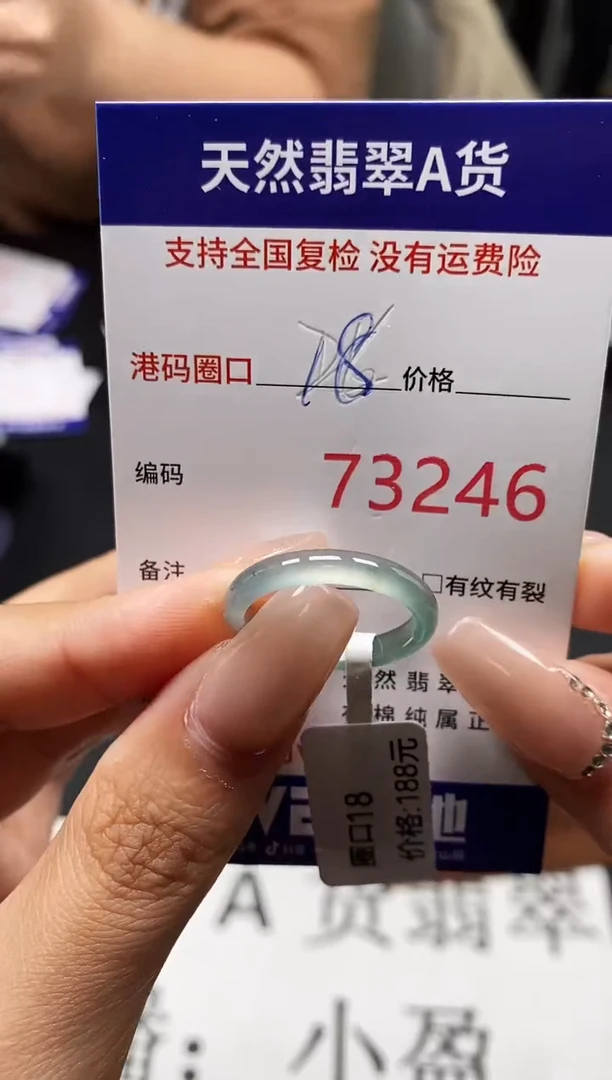 天然翡翠A货
支持全国复检 没有运费险
港码圈口 18 价格
编码 73246
备注 □有纹有裂
然翡翠
棉纯属正
圈口18
价格:188元
A 货翡翠
小盈